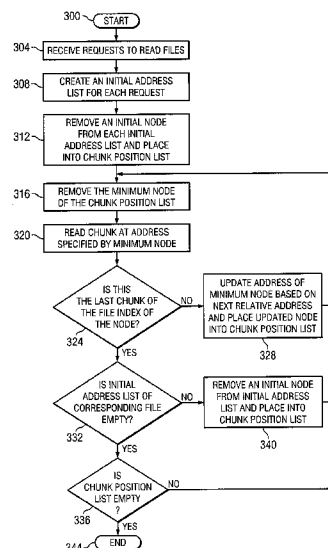 300
START
304
RECEIVE REQUESTS TO READ FILES
308
CREATE AN INITIAL ADDRESS
LIST FOR EACH REQUEST
312
REMOVE AN INITIAL NODE
FROM EACH INITIAL
ADDRESS LIST AND PLACE
INTO CHUNK POSITION LIST
316
REMOVE THE MINIMUM NODE
OF THE CHUNK POSITION LIST
320
READ CHUNK AT ADDRESS
SPECIFIED BY MINIMUM NODE
IS THIS
THE LAST CHUNK OF
THE FILE INDEX OF
THE NODE?
324
NO
YES
UPDATE ADDRESS OF
MINIMUM NODE BASED ON
NEXT RELATIVE ADDRESS
AND PLACE UPDATED NODE
INTO CHUNK POSITION LIST
328
IS INITIAL
ADDRESS LIST OF
CORRESPONDING FILE
EMPTY?
332
NO
YES
REMOVE AN INITIAL NODE
FROM INITIAL ADDRESS
LIST AND PLACE INTO
CHUNK POSITION LIST
340
IS
CHUNK POSITION
LIST EMPTY
?
336
NO
YES
344
END